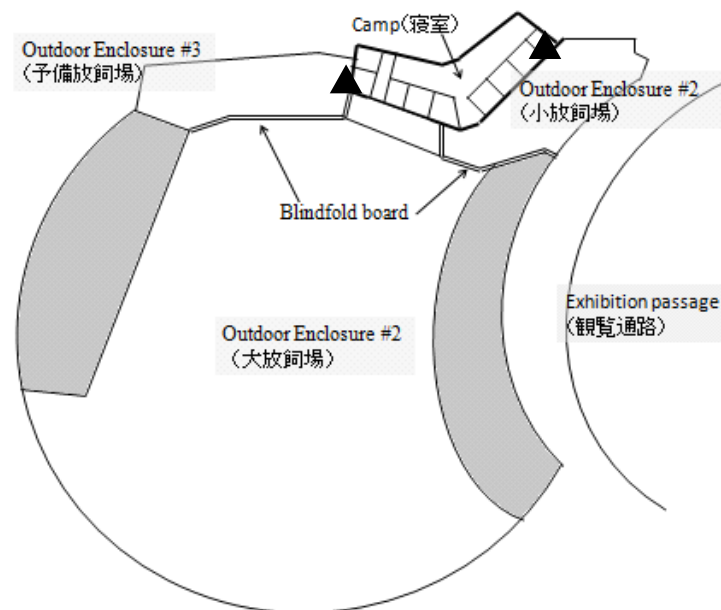 Camp(寝室)
Outdoor Enclosure #3
(予備放飼場)
Outdoor Enclosure #2
(小放飼場)
Blindfold board
Exhibition passage
(観覧通路)
Outdoor Enclosure #2
(犬放飼場)